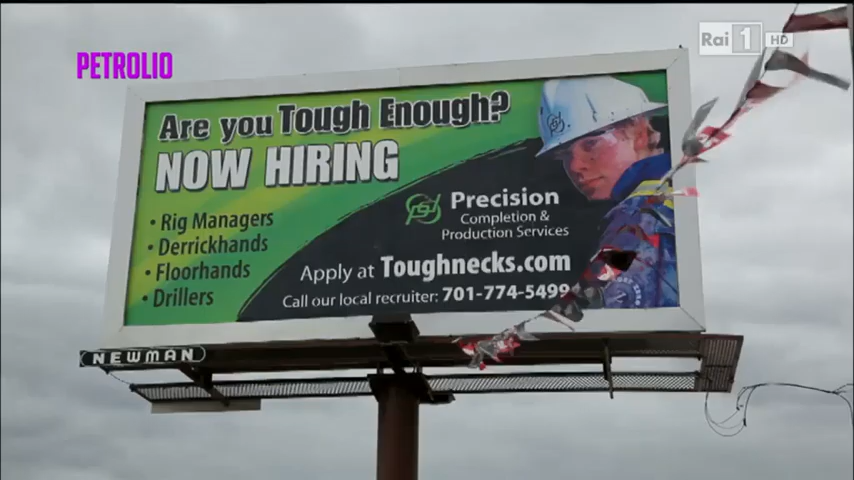 PETROLIO
Rai 1 HD
Are you Tough Enough?
NOW HIRING
• Rig Managers
• Derrickhands
• Floorhands
• Drillers
Precision
Completion &
Production Services
Apply at Toughnecks.com
Call our local recruiter: 701-774-5499
NEWMAN